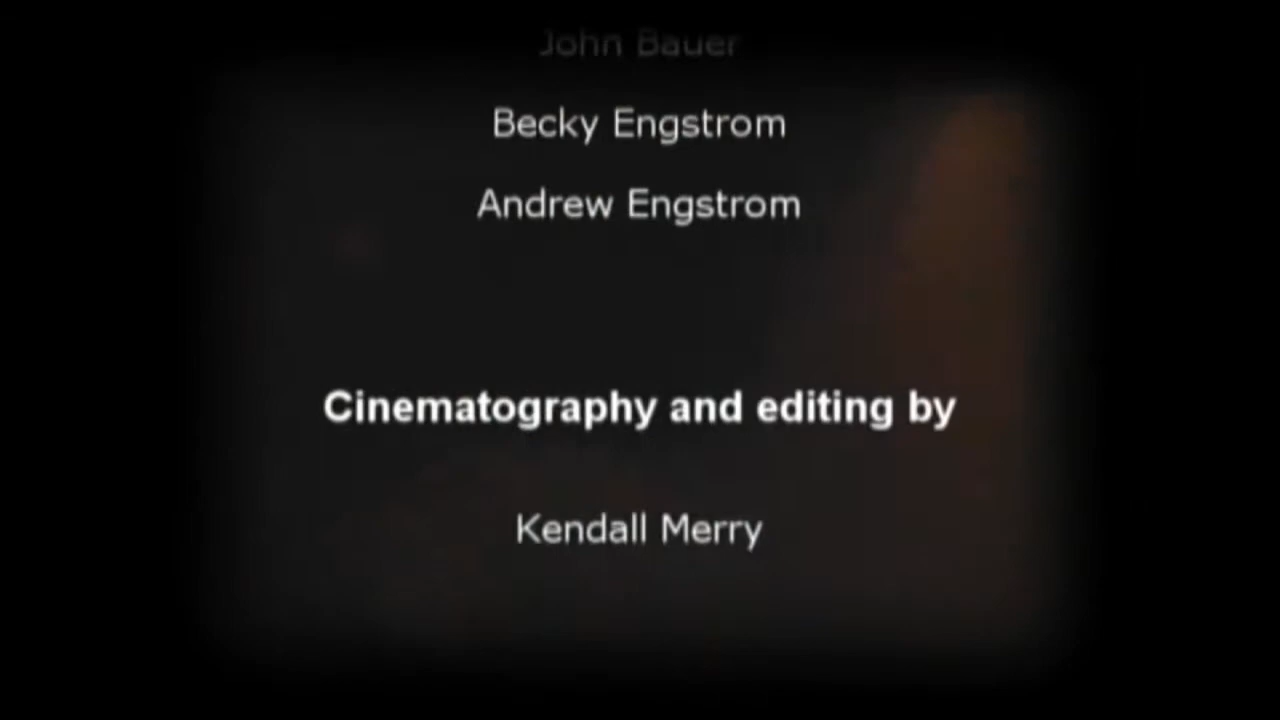 John Bauer
Becky Engstrom
Andrew Engstrom
Cinematography and editing by
Kendall Merry